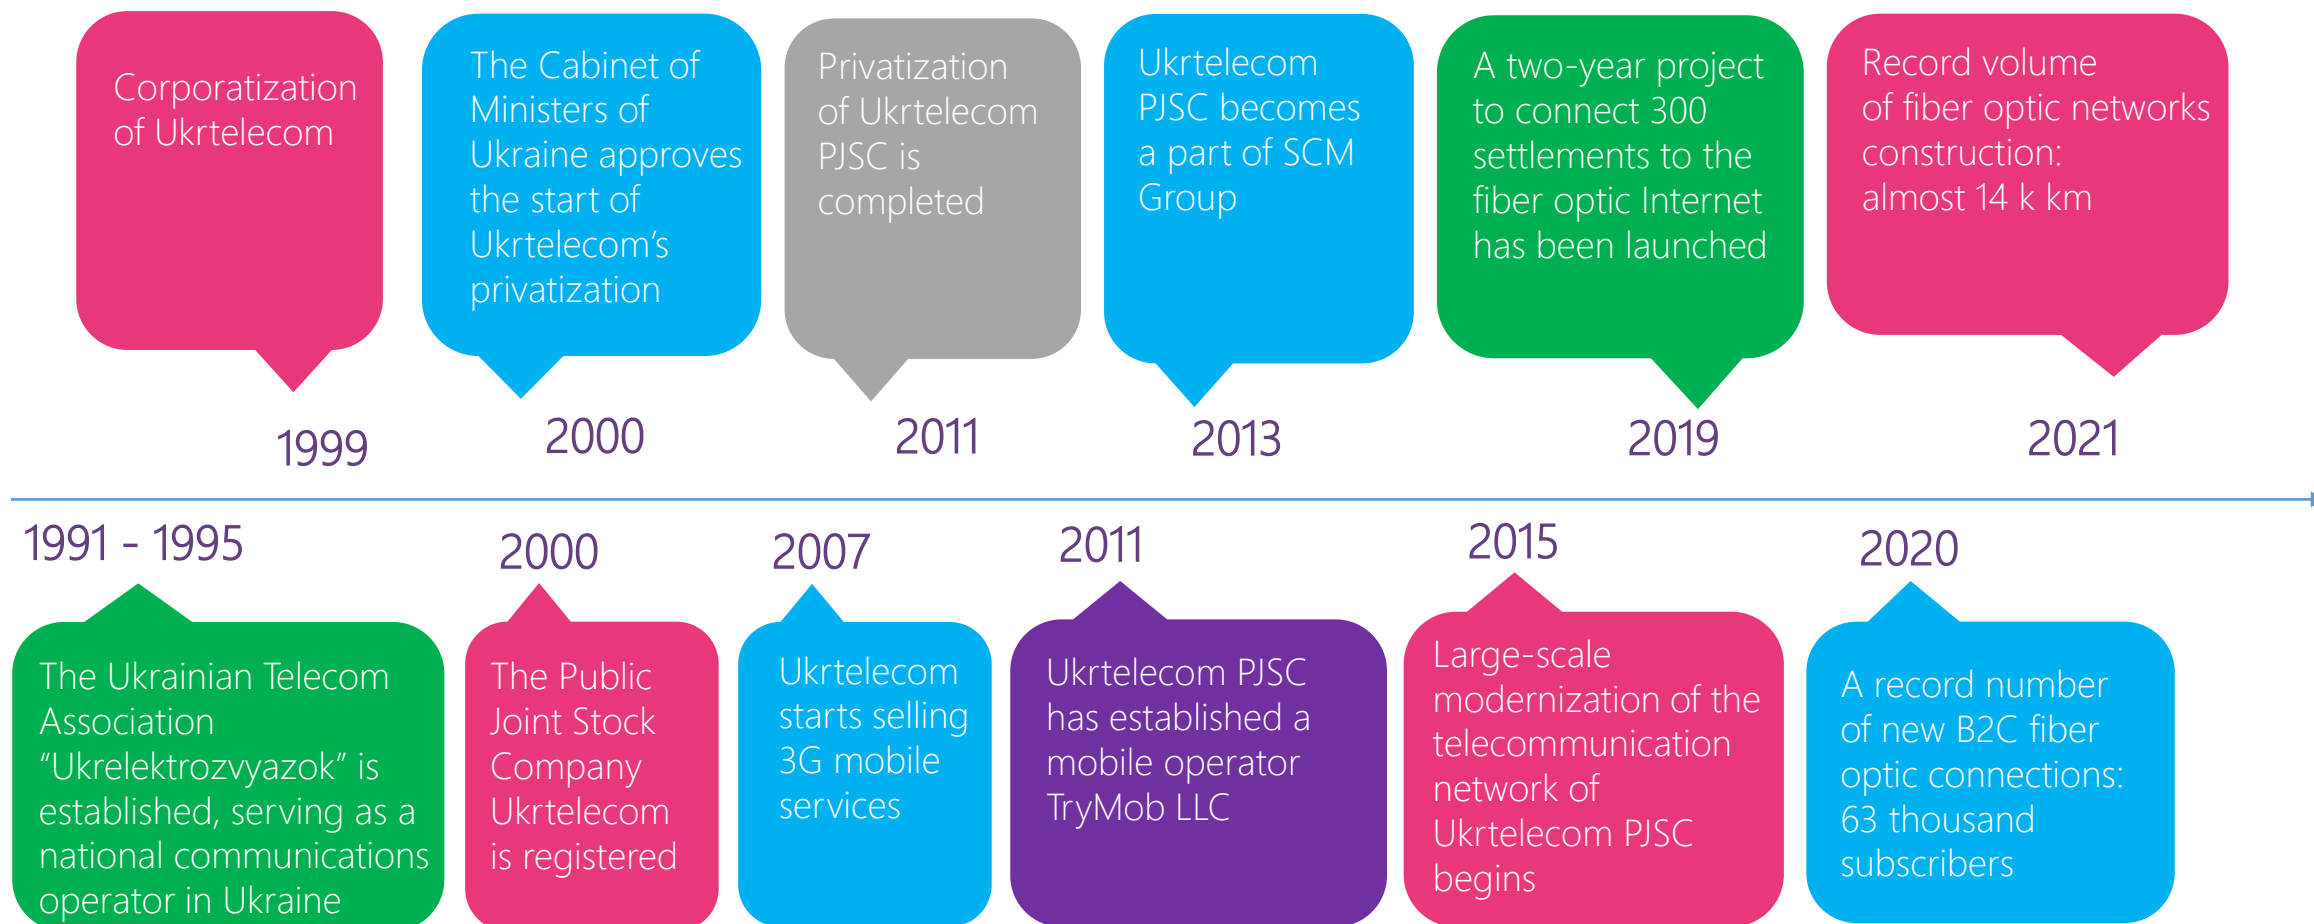 Corporatization
of Ukrtelecom
1999
The Cabinet of
Ministers of
Ukraine approves
the start of
Ukrtelecom’s
privatization
2000
Privatization
of Ukrtelecom
PJSC is
completed
2011
Ukrtelecom
PJSC becomes
a part of SCM
Group
2013
A two-year project
to connect 300
settlements to the
fiber optic Internet
has been launched
2019
Record volume
of fiber optic networks
construction:
almost 14 k km
2021
1991 - 1995
The Ukrainian Telecom
Association
“Ukrelektrozvyazok” is
established, serving as a
national communications
operator in Ukraine
2000
The Public
Joint Stock
Company
Ukrtelecom
is registered
2007
Ukrtelecom
starts selling
3G mobile
services
2011
Ukrtelecom PJSC
has established a
mobile operator
TryMob LLC
2015
Large-scale
modernization of the
telecommunication
network of
Ukrtelecom PJSC
begins
2020
A record number
of new B2C fiber
optic connections:
63 thousand
subscribers